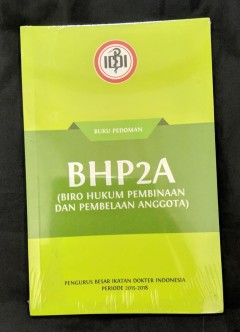 IDI
BUKU PEDOMAN
BHP2A
(BIRO HUKUM PEMBINAAN
DAN PEMBELAAN ANGGOTA)
PENGURUS BESAR IKATAN DOKTER INDONESIA
PERIODE 2015-2018